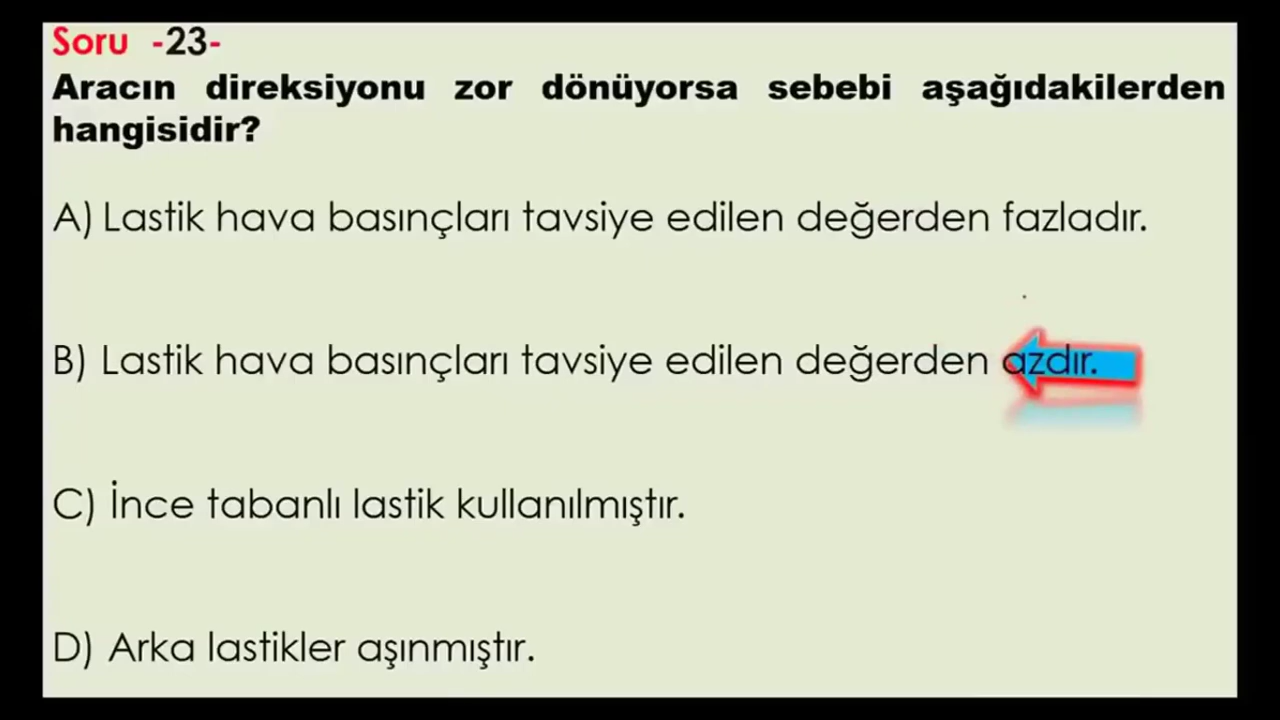 Soru -23-
Aracın direksiyonu zor dönüyorsa sebebi aşağıdakilerden
hangisidir?
A) Lastik hava basınçları tavsiye edilen değerden fazladır.
B) Lastik hava basınçları tavsiye edilen değerden azdır.
C) İnce tabanlı lastik kullanılmıştır.
D) Arka lastikler aşınmıştır.